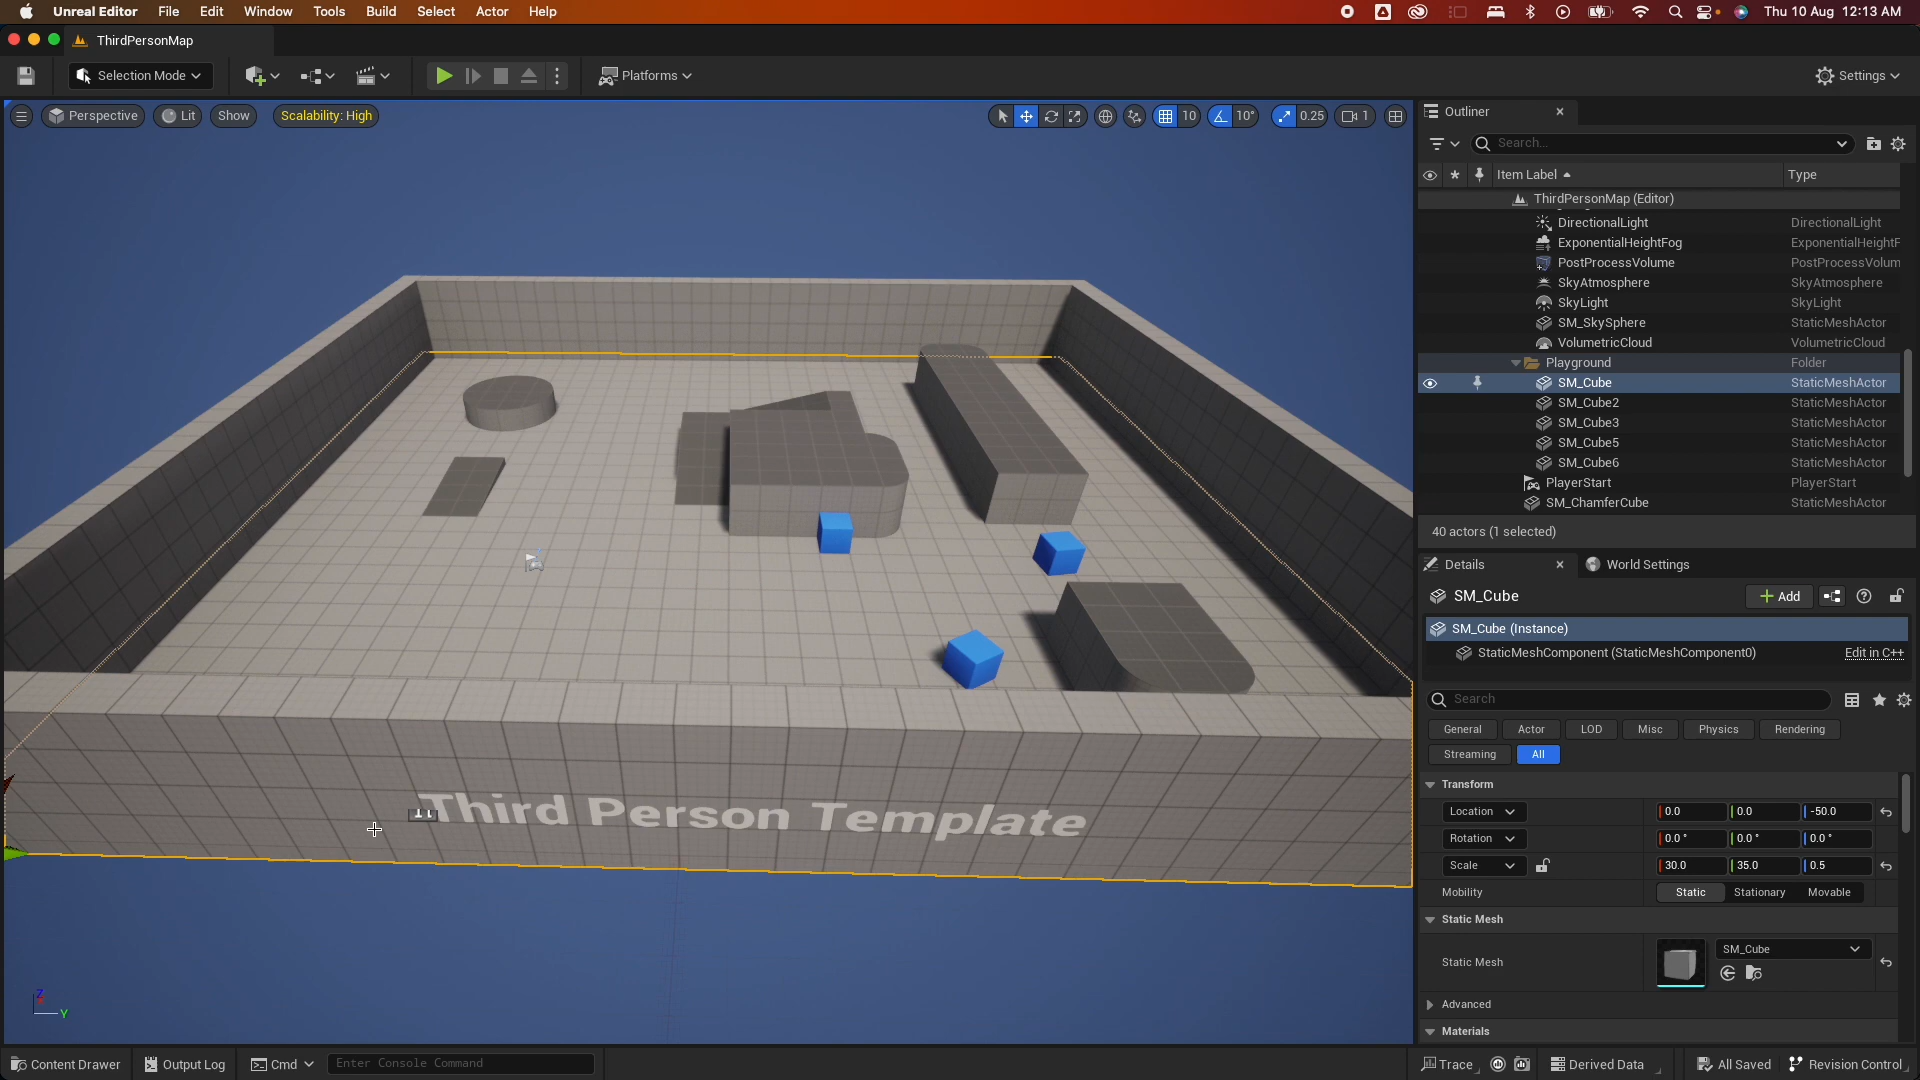 Unreal Editor File Edit Window Tools Build Select Actor Help Thu 10 Aug 12:13 AM
ThirdPersonMap
Selection Mode Platforms Settings
Perspective Lit Show Scalability: High 10 10° 0.25 1
Outliner
Search...
Item Label Type
ThirdPersonMap (Editor)
DirectionalLight DirectionalLight
ExponentialHeightFog ExponentialHeightF
PostProcessVolume PostProcessVolum
SkyAtmosphere SkyAtmosphere
SkyLight SkyLight
SM_SkySphere StaticMeshActor
VolumetricCloud VolumetricCloud
Playground Folder
SM_Cube StaticMeshActor
SM_Cube2 StaticMeshActor
SM_Cube3 StaticMeshActor
SM_Cube5 StaticMeshActor
SM_Cube6 StaticMeshActor
PlayerStart PlayerStart
SM_ChamferCube StaticMeshActor
40 actors (1 selected)
Details World Settings
SM_Cube Add
SM_Cube (Instance)
StaticMeshComponent (StaticMeshComponent0) Edit in C++
Search
General Actor LOD Misc Physics Rendering
Streaming All
Transform
Location 0.0 0.0 -50.0
Rotation 0.0° 0.0° 0.0°
Scale 30.0 35.0 0.5
Mobility Static Stationary Movable
Static Mesh
Static Mesh SM_Cube
Advanced
Materials
Third Person Template
Z
Y
Content Drawer Output Log Cmd Enter Console Command Trace Derived Data All Saved Revision Control